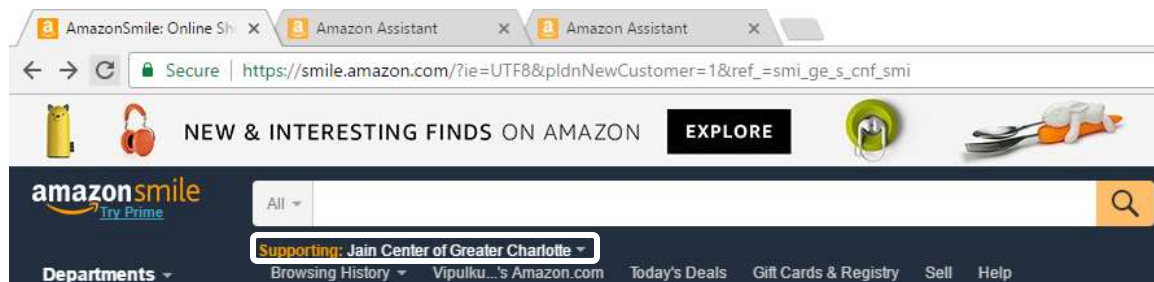 AmazonSmile: Online Sh Amazon Assistant Amazon Assistant
Secure https://smile.amazon.com/?ie=UTF8&pldnNewCustomer=1&ref_=smi_ge_s_cnf_smi
NEW & INTERESTING FINDS ON AMAZON EXPLORE
amazonsmile
Try Prime
All
Supporting: Jain Center of Greater Charlotte
Departments Browsing History Vipulku...'s Amazon.com Today's Deals Gift Cards & Registry Sell Help